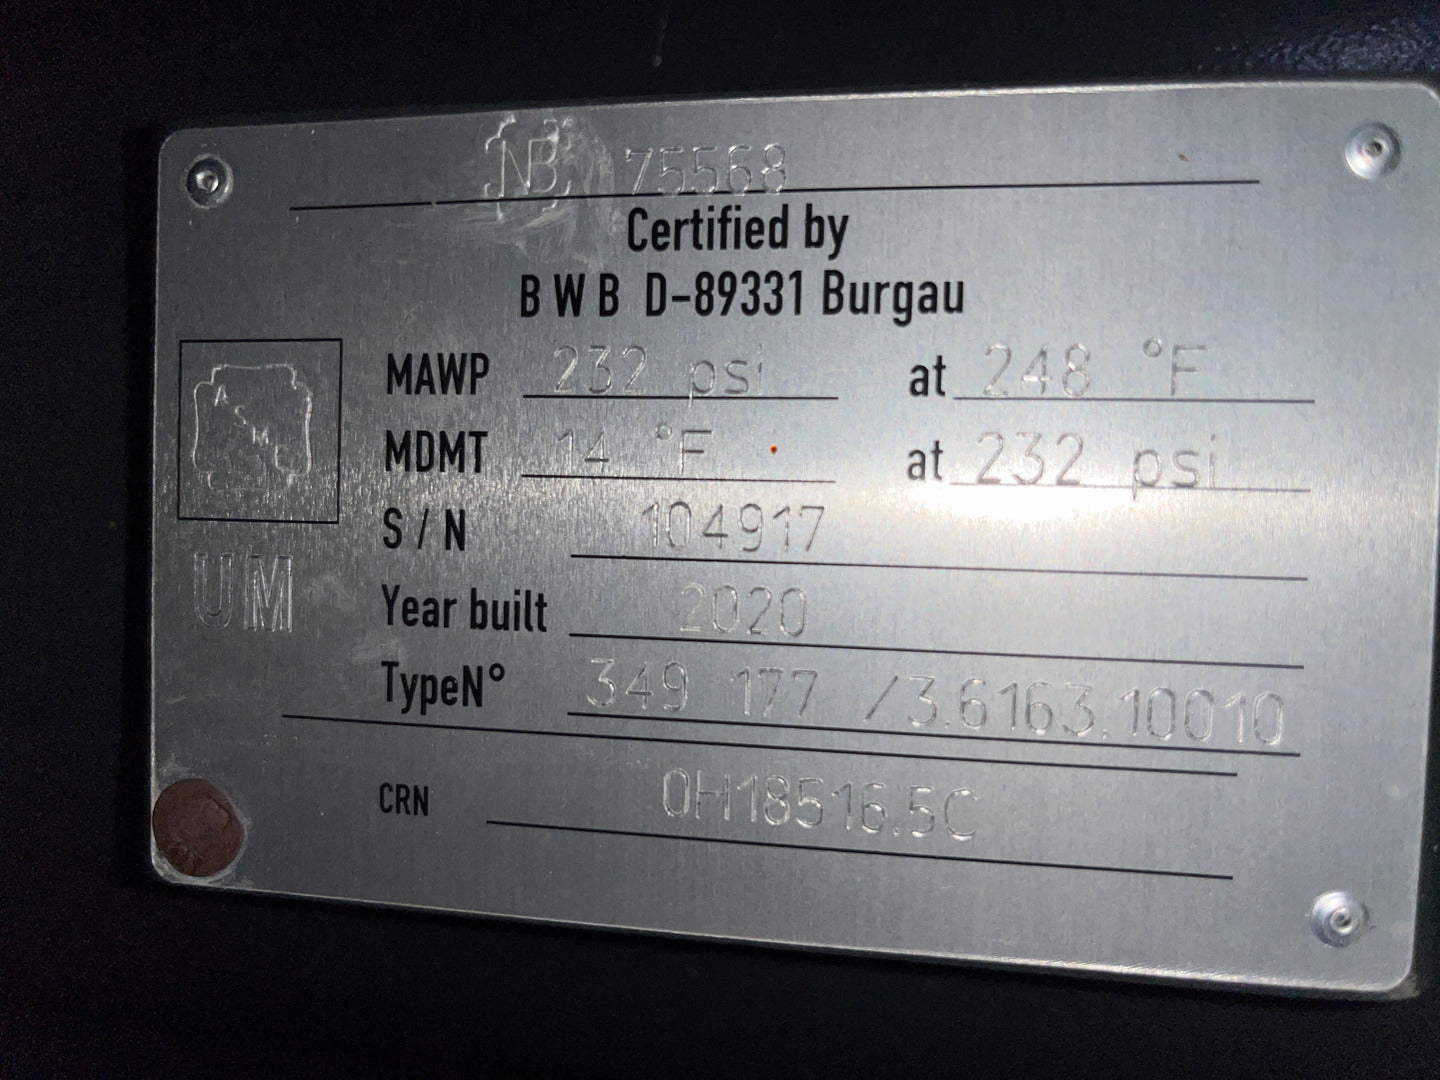 NB 75568
Certified by
B W B D-89331 Burgau
MAWP 232 psi at 248 °F
ASME
MDMT 14 °F at 232 psi
S / N 104917
UM
Year built 2020
TypeN° 349 177 /3.6163.10010
CRN 0H18516.5C